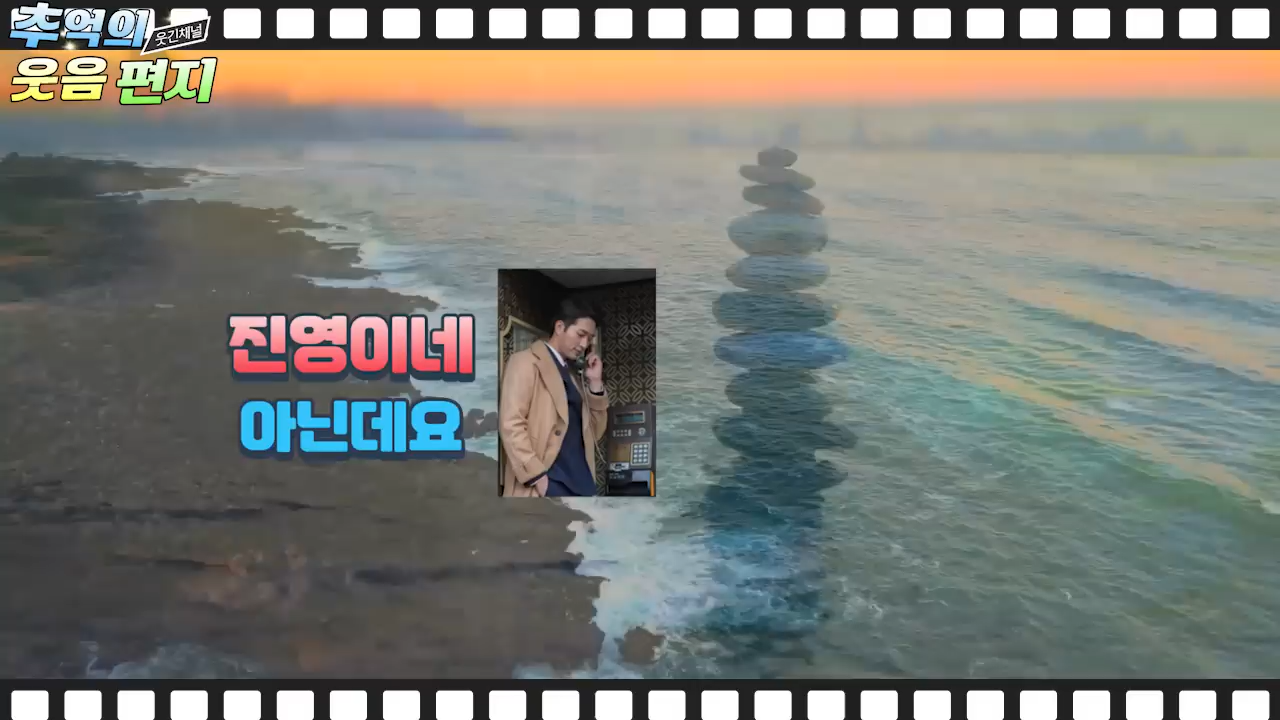 추억의
웃긴채널
웃음 편지
진영이네
아닌데요